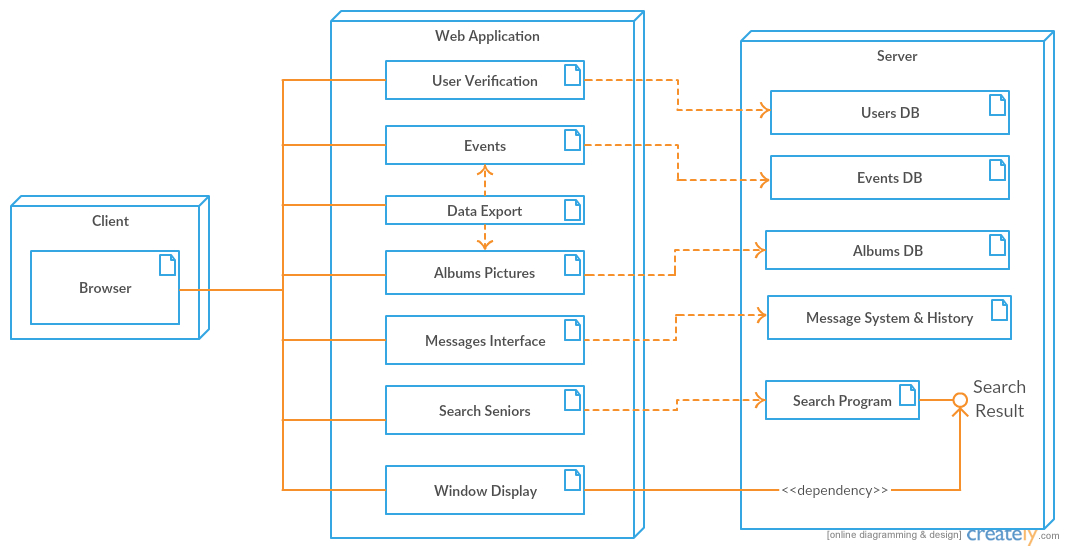 Client
Browser
Web Application
User Verification
Events
Data Export
Albums Pictures
Messages Interface
Search Seniors
Window Display
Server
Users DB
Events DB
Albums DB
Message System & History
Search Program
Search
Result
<<dependency>>
[online diagramming & design] creately.com